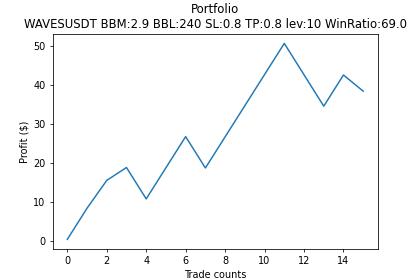 Portfolio
WAVESUSDT BBM:2.9 BBL:240 SL:0.8 TP:0.8 lev:10 WinRatio:69.0
50
40
30
20
10
0
Profit ($)
0 2 4 6 8 10 12 14
Trade counts